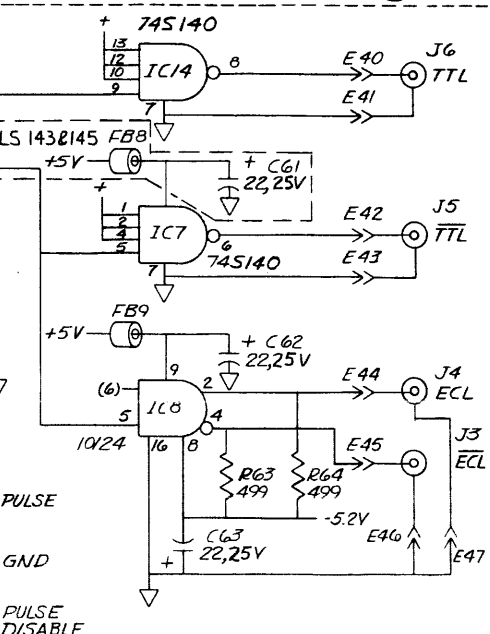 74S140
+
13
12
10
9
IC14
8
7
E40
E41
J6
TTL
LS 143&145
FB8
+5V
+ C61
22,25V
+
1
2
4
5
IC7
6
7
74S140
E42
E43
J5
TTL
FB9
+5V
+ C62
22,25V
9
(6)
5
IC8
2
4
10124
16
8
E44
J4
ECL
J3
E45
ECL
R63
499
R64
499
-5.2V
C63
22,25V
+
E46
E47
PULSE
GND
PULSE
DISABLE